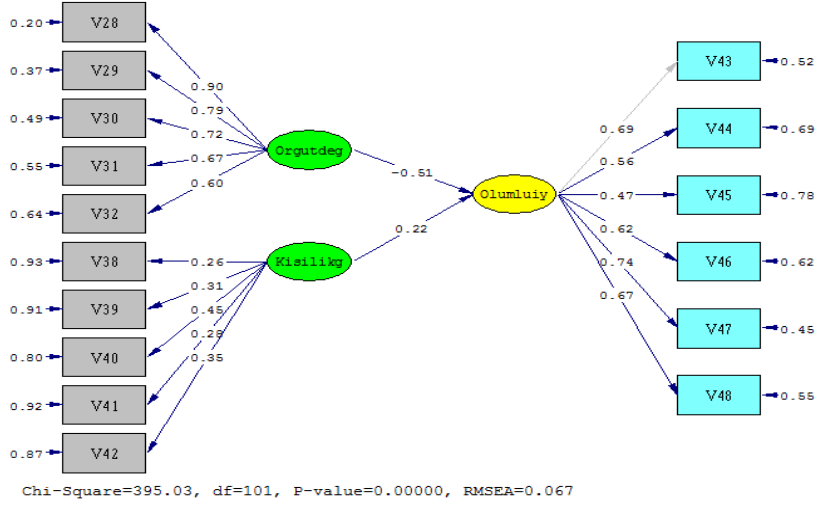 0.20 V28
0.37 V29
0.49 V30
0.55 V31
0.64 V32
0.93 V38
0.91 V39
0.80 V40
0.92 V41
0.87 V42
0.90
0.79
0.72
0.67
0.60
0.26
0.31
0.45
0.28
0.35
Orgutdeg
Kisilikg
-0.51
0.22
Olumluiy
0.69
0.56
0.47
0.62
0.74
0.67
V43 0.52
V44 0.69
V45 0.78
V46 0.62
V47 0.45
V48 0.55
Chi-Square=395.03, df=101, P-value=0.00000, RMSEA=0.067